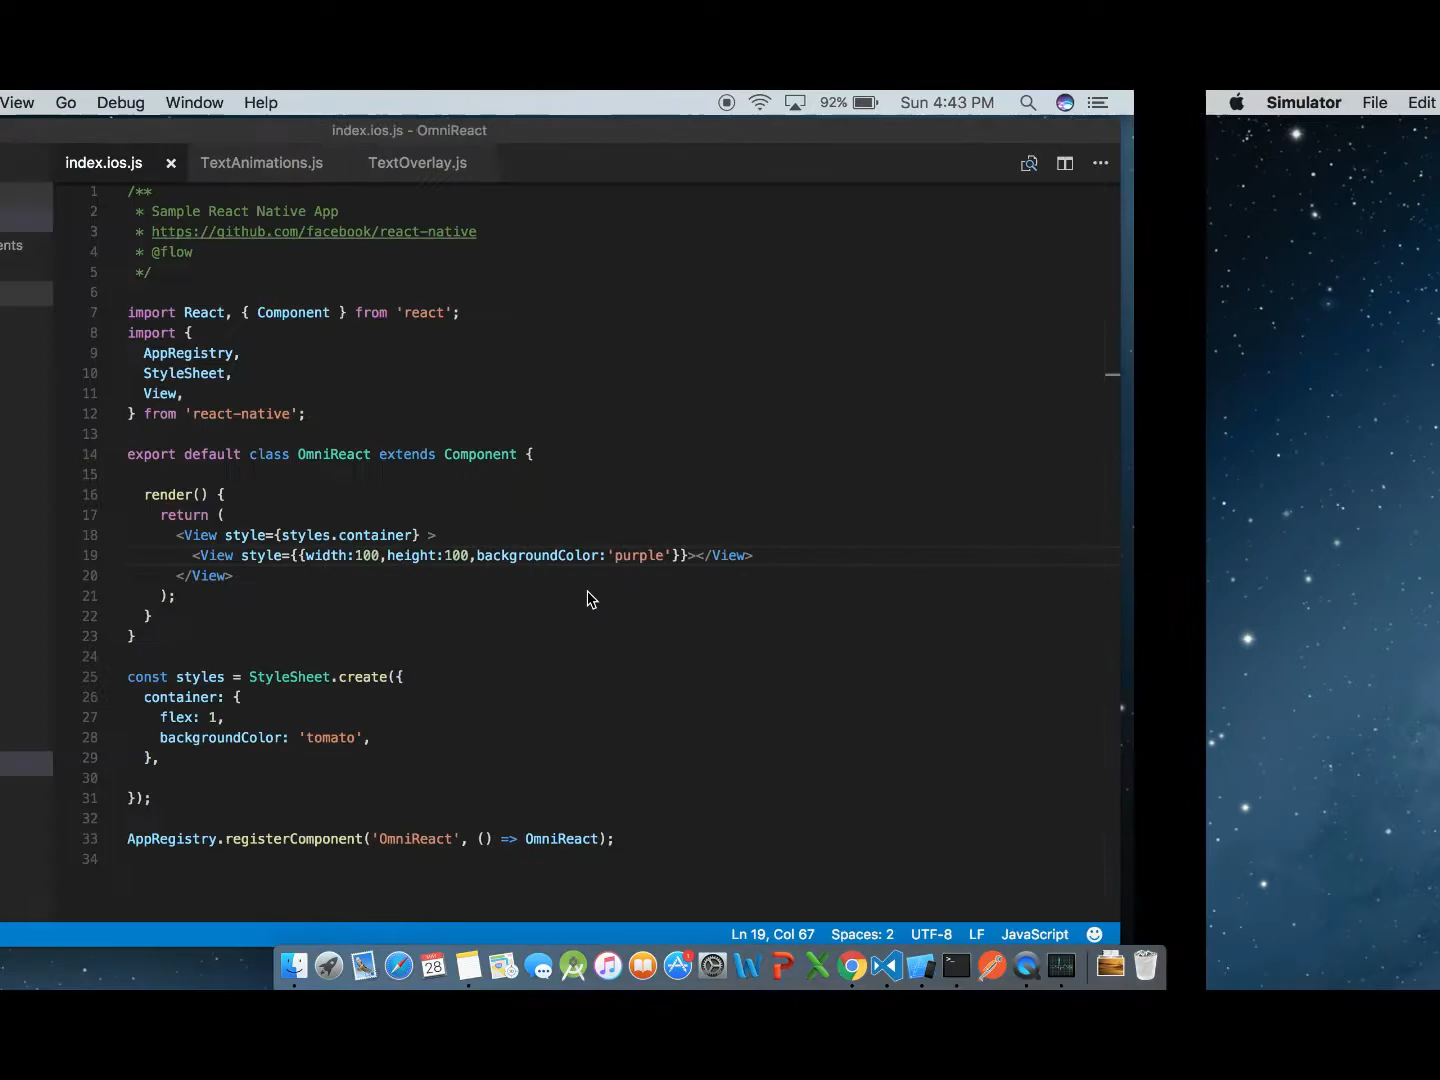 View Go Debug Window Help 92% Sun 4:43 PM
Simulator File Edit
index.ios.js - OmniReact
index.ios.js × TextAnimations.js TextOverlay.js
ents
1 /**
2 * Sample React Native App
3 * https://github.com/facebook/react-native
4 * @flow
5 */
6
7 import React, { Component } from 'react';
8 import {
9 AppRegistry,
10 StyleSheet,
11 View,
12 } from 'react-native';
13
14 export default class OmniReact extends Component {
15
16 render() {
17 return (
18 <View style={styles.container} >
19 <View style={{width:100,height:100,backgroundColor:'purple'}}></View>
20 </View>
21 );
22 }
23 }
24
25 const styles = StyleSheet.create({
26 container: {
27 flex: 1,
28 backgroundColor: 'tomato',
29 },
30
31 });
32
33 AppRegistry.registerComponent('OmniReact', () => OmniReact);
34
Ln 19, Col 67 Spaces: 2 UTF-8 LF JavaScript
28